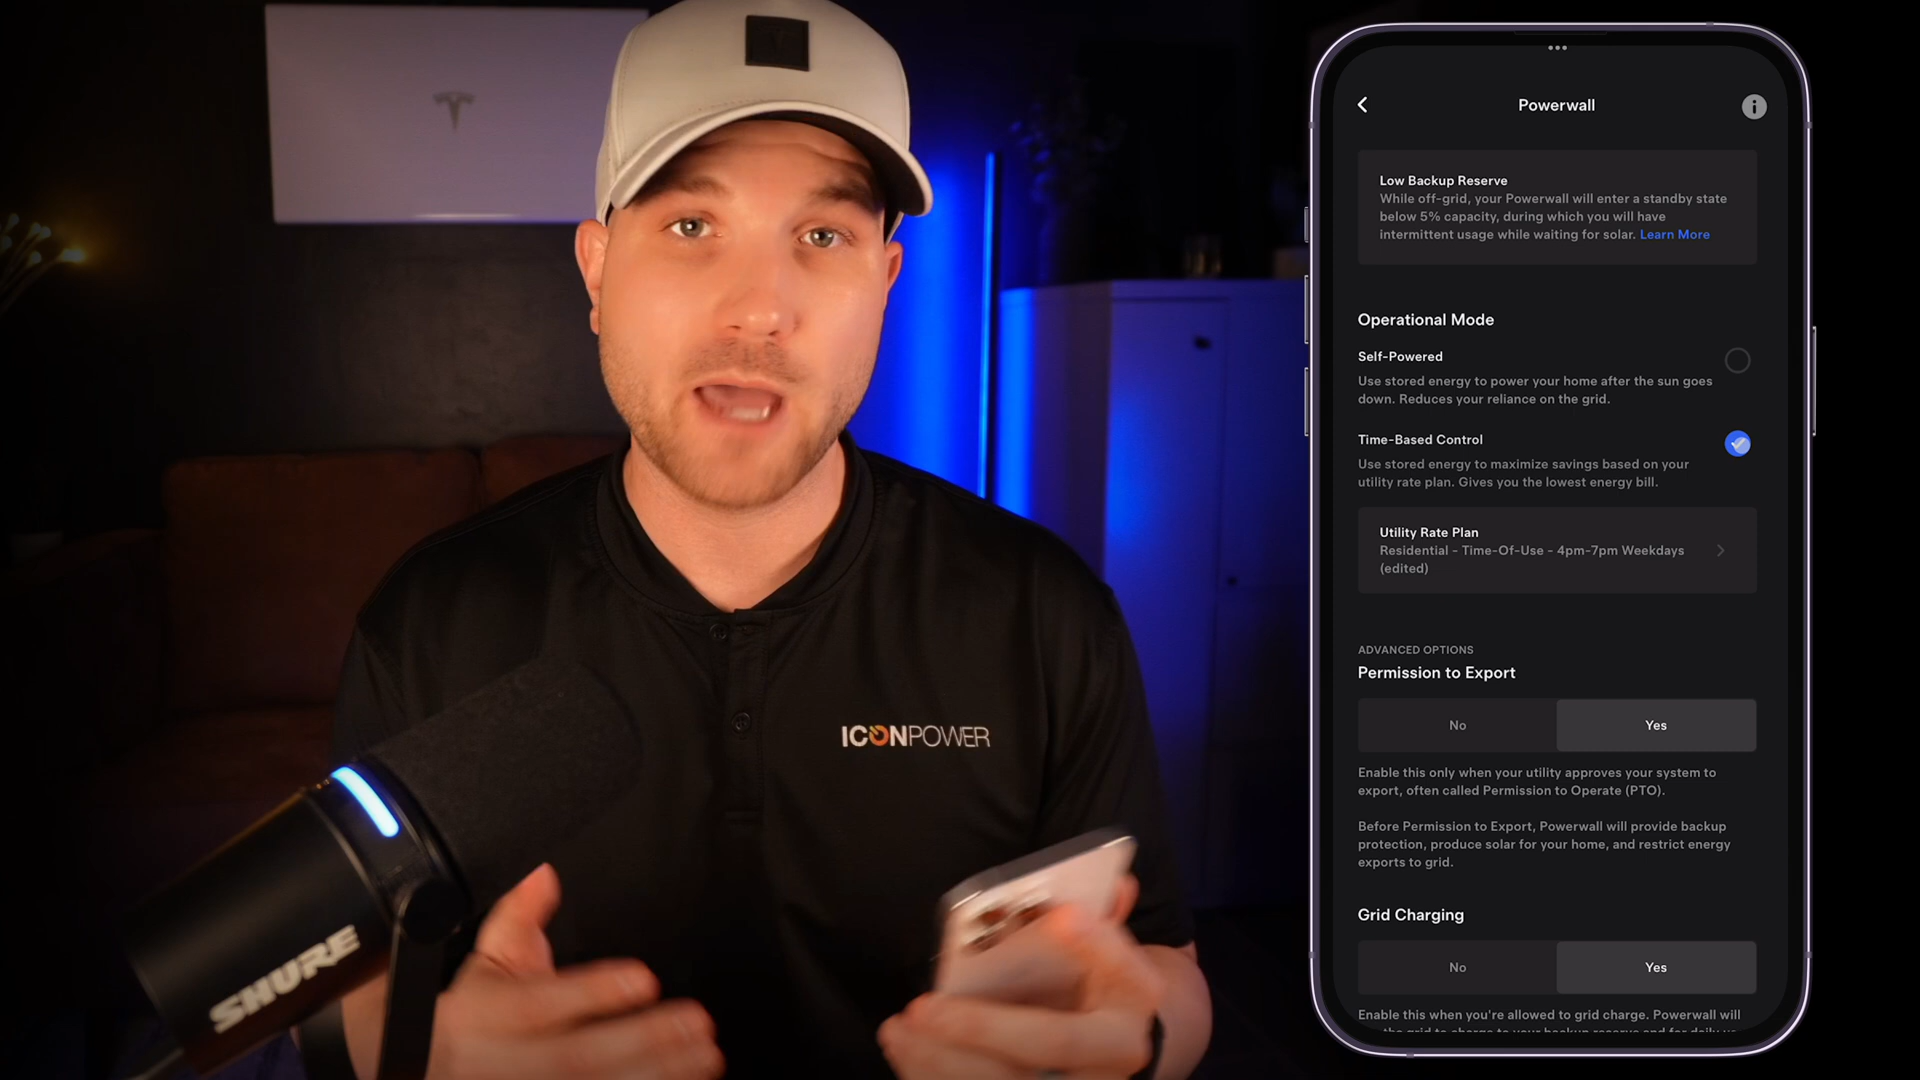 ICONPOWER
SHURE
Powerwall
Low Backup Reserve
While off-grid, your Powerwall will enter a standby state
below 5% capacity, during which you will have
intermittent usage while waiting for solar. Learn More
Operational Mode
Self-Powered
Use stored energy to power your home after the sun goes
down. Reduces your reliance on the grid.
Time-Based Control
Use stored energy to maximize savings based on your
utility rate plan. Gives you the lowest energy bill.
Utility Rate Plan
Residential - Time-Of-Use - 4pm-7pm Weekdays
(edited)
ADVANCED OPTIONS
Permission to Export
No Yes
Enable this only when your utility approves your system to
export, often called Permission to Operate (PTO).
Before Permission to Export, Powerwall will provide backup
protection, produce solar for your home, and restrict energy
exports to grid.
Grid Charging
No Yes
Enable this when you're allowed to grid charge. Powerwall will